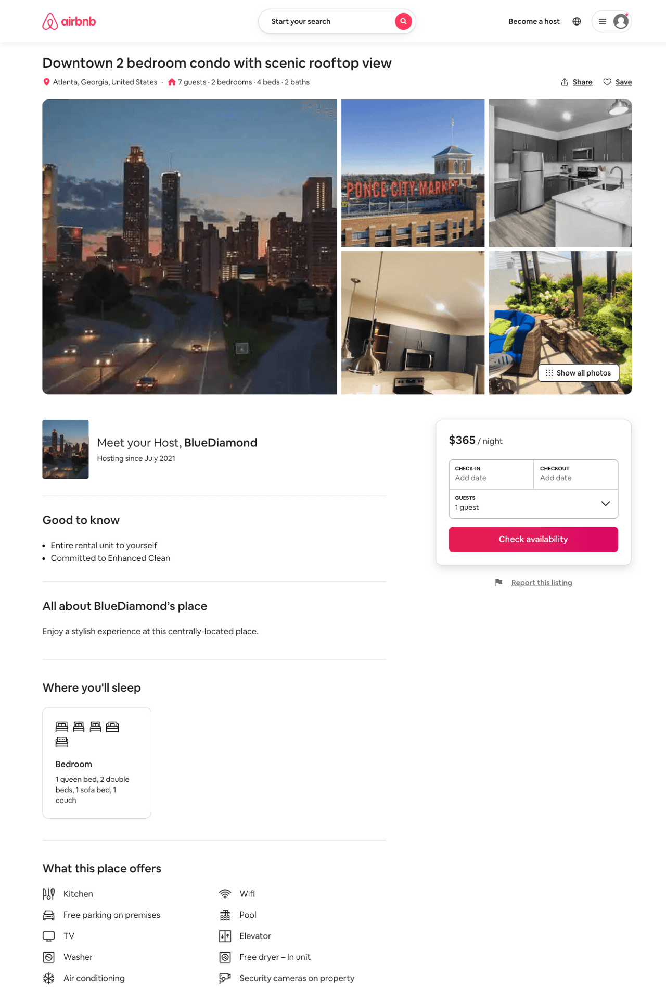 airbnb
Start your search
Become a host
Downtown 2 bedroom condo with scenic rooftop view
Atlanta, Georgia, United States · 7 guests · 2 bedrooms · 4 beds · 2 baths
Share
Save
PONCE CITY MARKET
Show all photos
Meet your Host, BlueDiamond
Hosting since July 2021
$365 / night
CHECK-IN
Add date
CHECKOUT
Add date
GUESTS
1 guest
Check availability
Report this listing
Good to know
• Entire rental unit to yourself
• Committed to Enhanced Clean
All about BlueDiamond’s place
Enjoy a stylish experience at this centrally-located place.
Where you'll sleep
Bedroom
1 queen bed, 2 double
beds, 1 sofa bed, 1
couch
What this place offers
Kitchen
Wifi
Free parking on premises
Pool
TV
Elevator
Washer
Free dryer – In unit
Air conditioning
Security cameras on property